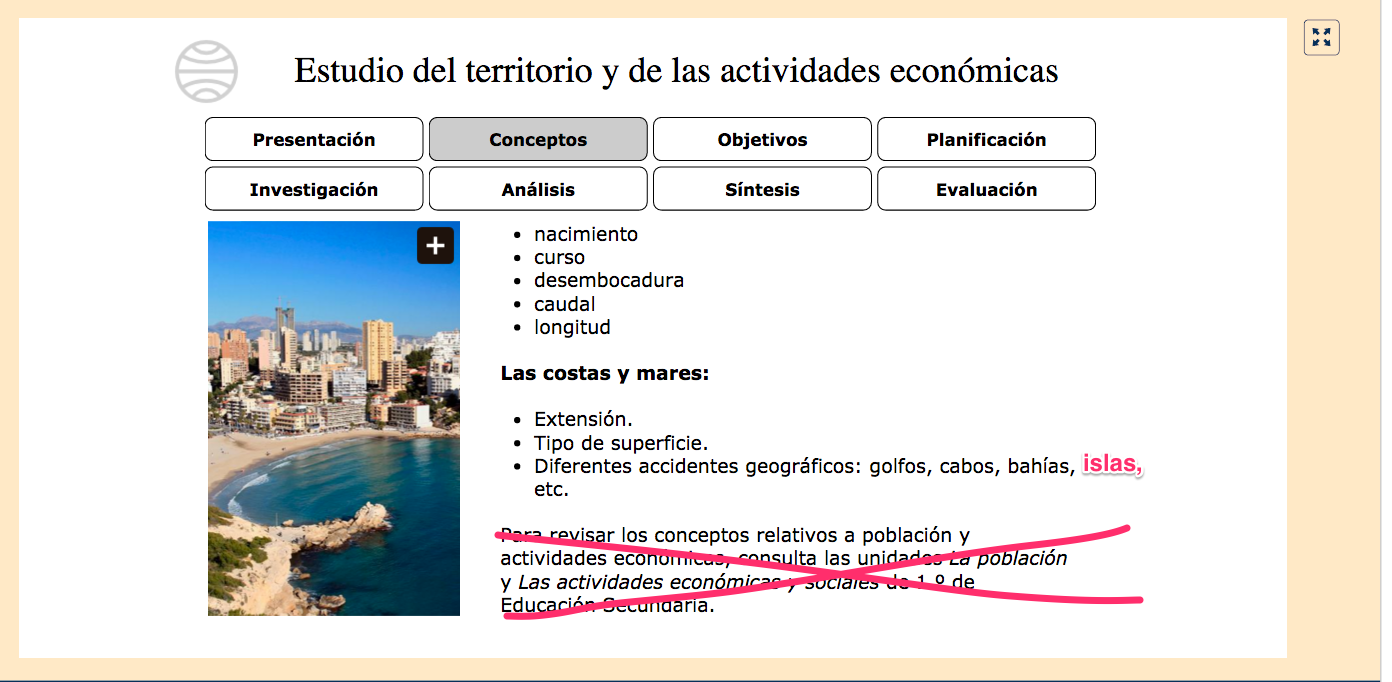 Estudio del territorio y de las actividades económicas
Presentación Conceptos Objetivos Planificación
Investigación Análisis Síntesis Evaluación
• nacimiento
• curso
• desembocadura
• caudal
• longitud
Las costas y mares:
• Extensión.
• Tipo de superficie.
• Diferentes accidentes geográficos: golfos, cabos, bahías, islas,
etc.
Para revisar los conceptos relativos a población y
actividades económicas, consulta las unidades La población
y Las actividades económicas y sociales de 1.º de
Educación Secundaria.